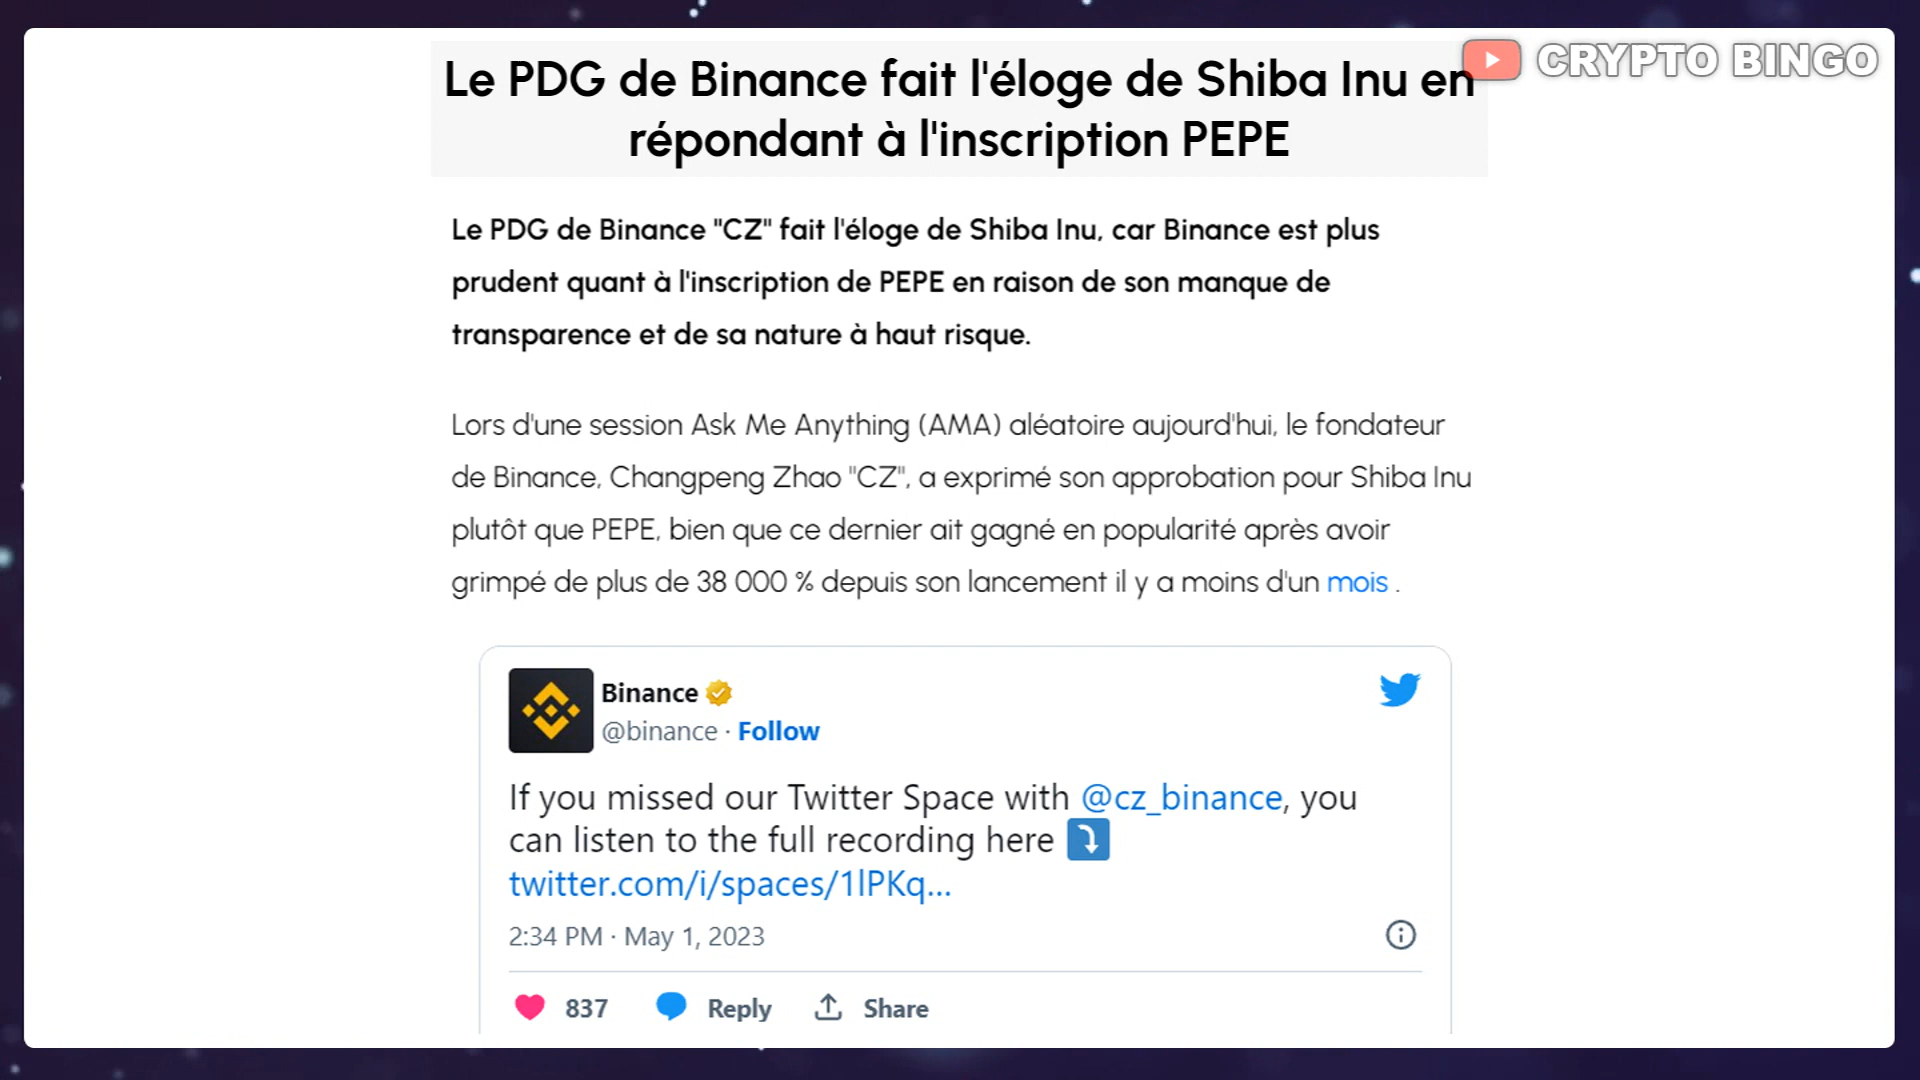 CRYPTO BINGO
Le PDG de Binance fait l'éloge de Shiba Inu en
répondant à l'inscription PEPE
Le PDG de Binance "CZ" fait l'éloge de Shiba Inu, car Binance est plus
prudent quant à l'inscription de PEPE en raison de son manque de
transparence et de sa nature à haut risque.
Lors d'une session Ask Me Anything (AMA) aléatoire aujourd'hui, le fondateur
de Binance, Changpeng Zhao "CZ", a exprimé son approbation pour Shiba Inu
plutôt que PEPE, bien que ce dernier ait gagné en popularité après avoir
grimpé de plus de 38 000 % depuis son lancement il y a moins d'un mois .
Binance
@binance · Follow
If you missed our Twitter Space with @cz_binance, you
can listen to the full recording here ⤵
twitter.com/i/spaces/1lPKq...
2:34 PM · May 1, 2023
837 Reply Share